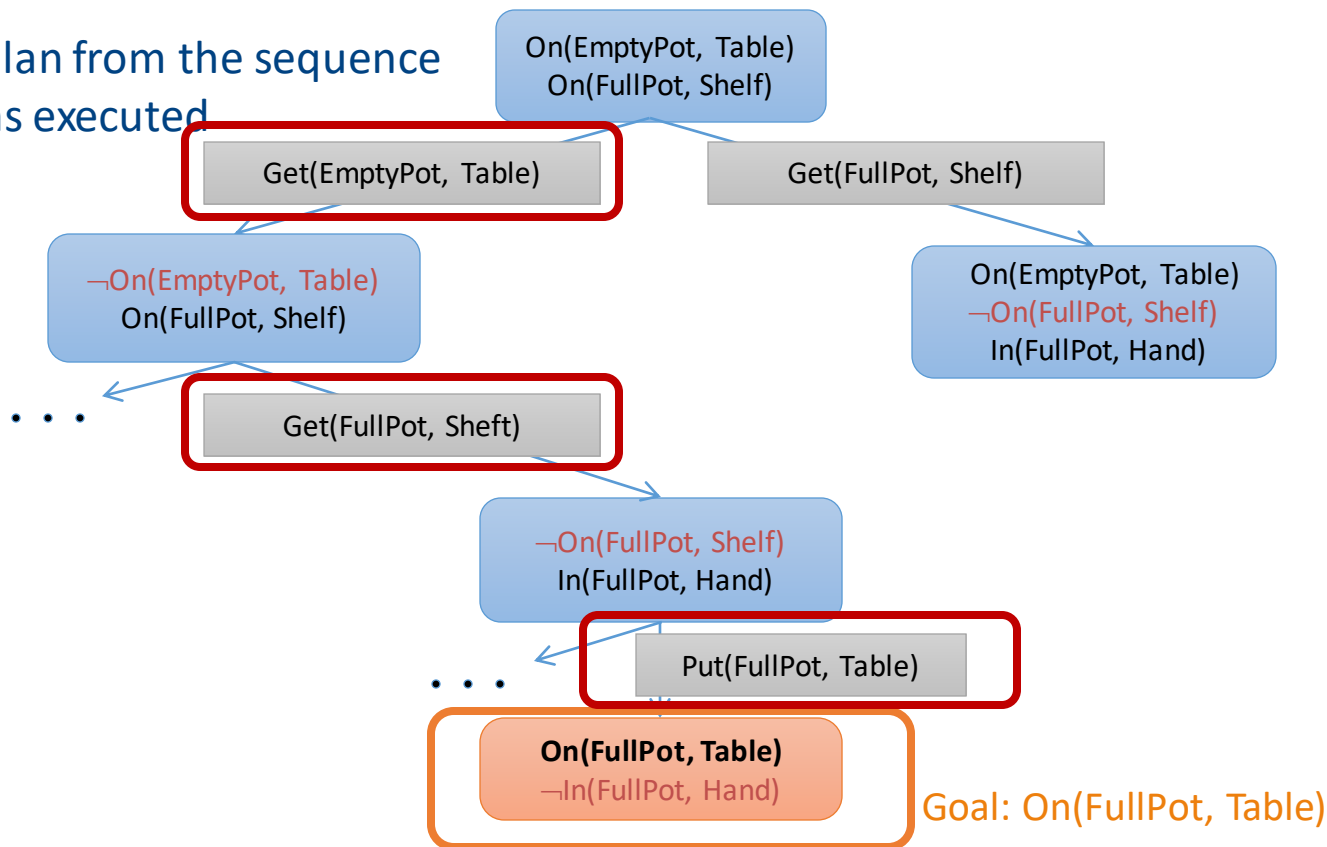 lan from the sequence
s executed
On(EmptyPot, Table)
On(FullPot, Shelf)
Get(EmptyPot, Table)
Get(FullPot, Shelf)
¬On(EmptyPot, Table)
On(FullPot, Shelf)
On(EmptyPot, Table)
¬On(FullPot, Shelf)
In(FullPot, Hand)
. . .
Get(FullPot, Sheft)
¬On(FullPot, Shelf)
In(FullPot, Hand)
. . .
Put(FullPot, Table)
On(FullPot, Table)
¬In(FullPot, Hand)
Goal: On(FullPot, Table)